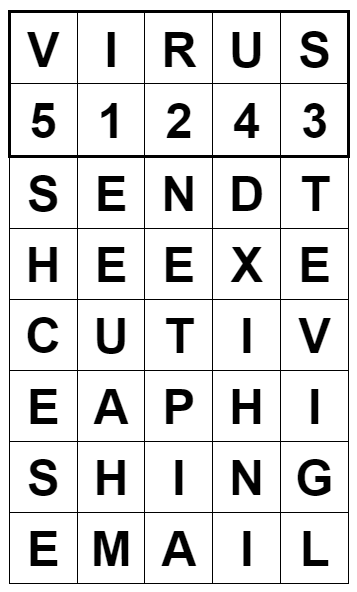 V I R U S
5 1 2 4 3
S E N D T
H E E X E
C U T I V
E A P H I
S H I N G
E M A I L